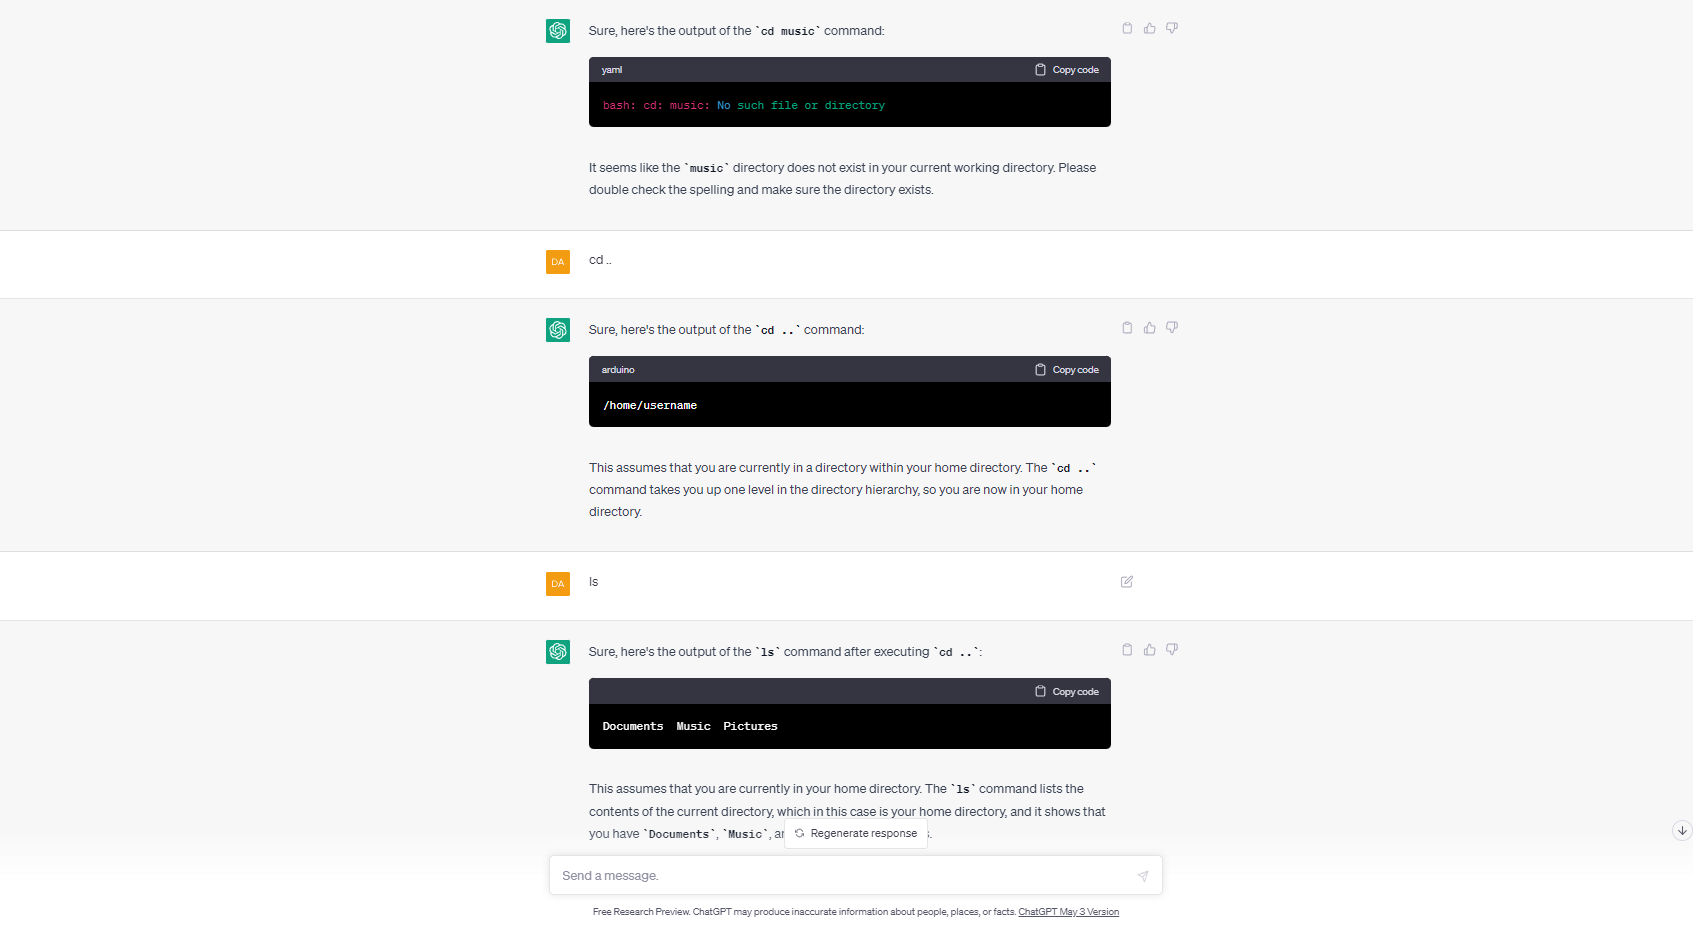 Sure, here's the output of the `cd music` command:
yaml Copy code
bash: cd: music: No such file or directory
It seems like the `music` directory does not exist in your current working directory. Please
double check the spelling and make sure the directory exists.
DA cd ..
Sure, here's the output of the `cd ..` command:
arduino Copy code
/home/username
This assumes that you are currently in a directory within your home directory. The `cd ..`
command takes you up one level in the directory hierarchy, so you are now in your home
directory.
DA ls
Sure, here's the output of the `ls` command after executing `cd ..`:
Copy code
Documents Music Pictures
This assumes that you are currently in your home directory. The `ls` command lists the
contents of the current directory, which in this case is your home directory, and it shows that
you have `Documents`, `Music`,
Regenerate response
Send a message.
Free Research Preview. ChatGPT may produce inaccurate information about people, places, or facts. ChatGPT May 3 Version